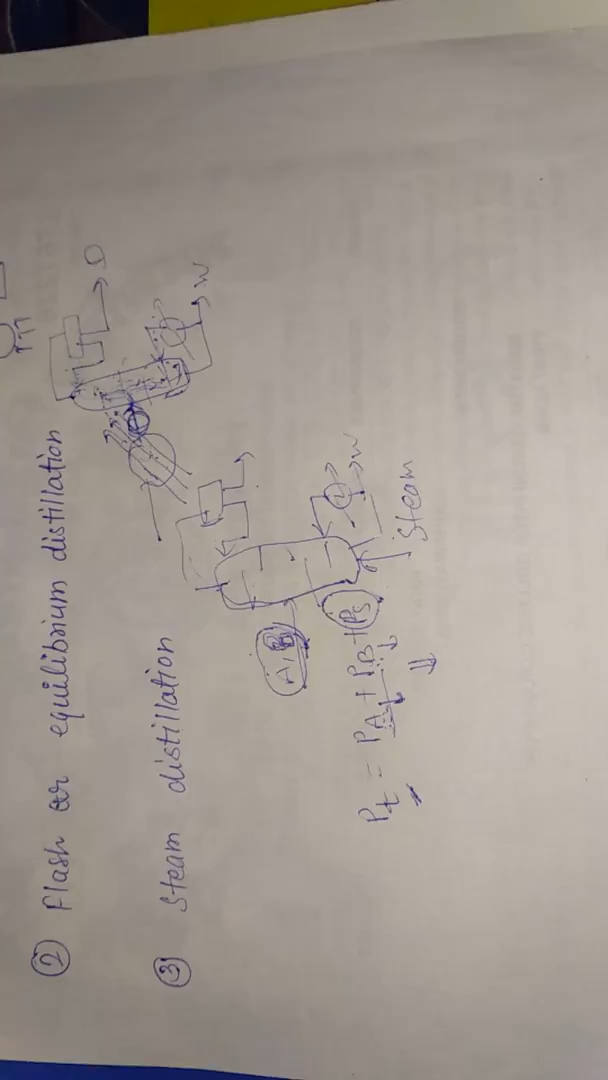 ② Flash or equilibrium distillation
D
W
③ Steam distillation
A, B
W
Steam
Pt = PA + PB + Ps